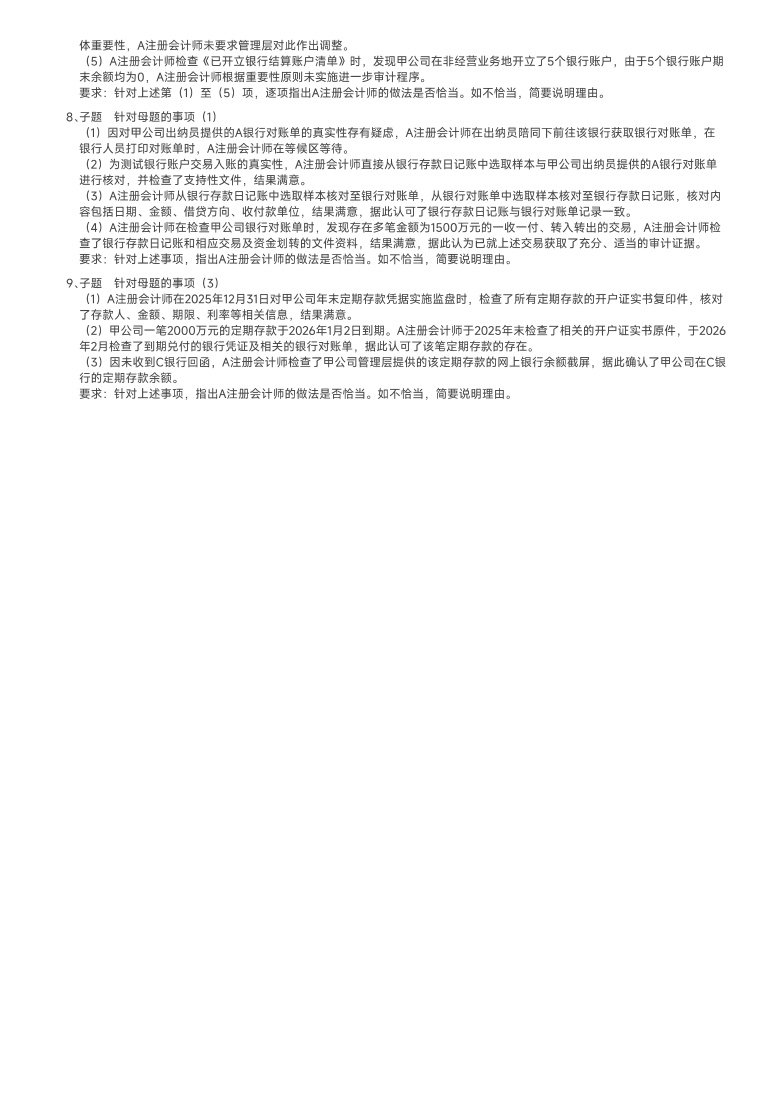 体重要性，A注册会计师未要求管理层对此作出调整。
（5）A注册会计师检查《已开立银行结算账户清单》时，发现甲公司在非经营业务地开立了5个银行账户，由于5个银行账户期
末余额均为0，A注册会计师根据重要性原则未实施进一步审计程序。
要求：针对上述第（1）至（5）项，逐项指出A注册会计师的做法是否恰当。如不恰当，简要说明理由。
8、子题　针对母题的事项（1）
（1）因对甲公司出纳员提供的A银行对账单的真实性存有疑虑，A注册会计师在出纳员陪同下前往该银行获取银行对账单，在
银行人员打印对账单时，A注册会计师在等候区等待。
（2）为测试银行账户交易入账的真实性，A注册会计师直接从银行存款日记账中选取样本与甲公司出纳员提供的A银行对账单
进行核对，并检查了支持性文件，结果满意。
（3）A注册会计师从银行存款日记账中选取样本核对至银行对账单，从银行对账单中选取样本核对至银行存款日记账，核对内
容包括日期、金额、借贷方向、收付款单位，结果满意，据此认可了银行存款日记账与银行对账单记录一致。
（4）A注册会计师在检查甲公司银行对账单时，发现存在多笔金额为1500万元的一收一付、转入转出的交易，A注册会计师检
查了银行存款日记账和相应交易及资金划转的文件资料，结果满意，据此认为已就上述交易获取了充分、适当的审计证据。
要求：针对上述事项，指出A注册会计师的做法是否恰当。如不恰当，简要说明理由。
9、子题　针对母题的事项（3）
（1）A注册会计师在2025年12月31日对甲公司年末定期存款凭据实施监盘时，检查了所有定期存款的开户证实书复印件，核对
了存款人、金额、期限、利率等相关信息，结果满意。
（2）甲公司一笔2000万元的定期存款于2026年1月2日到期。A注册会计师于2025年末检查了相关的开户证实书原件，于2026
年2月检查了到期兑付的银行凭证及相关的银行对账单，据此认可了该笔定期存款的存在。
（3）因未收到C银行回函，A注册会计师检查了甲公司管理层提供的该定期存款的网上银行余额截屏，据此确认了甲公司在C银
行的定期存款余额。
要求：针对上述事项，指出A注册会计师的做法是否恰当。如不恰当，简要说明理由。